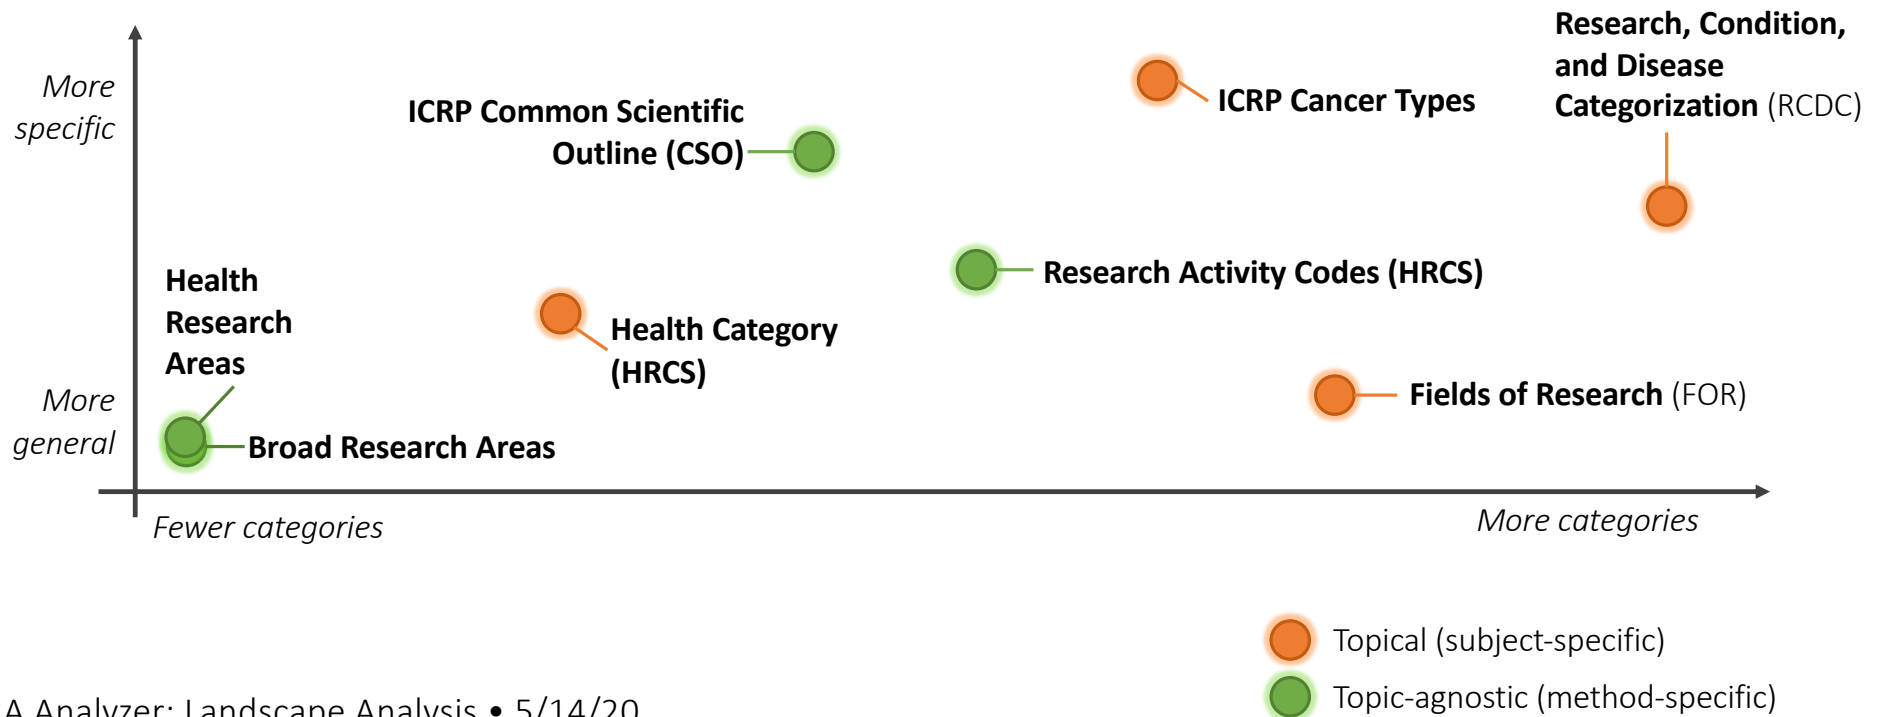 Research, Condition,
and Disease
Categorization (RCDC)
More
specific
ICRP Common Scientific
Outline (CSO)
ICRP Cancer Types
Health
Research
Areas
Research Activity Codes (HRCS)
Health Category
(HRCS)
More
general
Fields of Research (FOR)
Broad Research Areas
Fewer categories
More categories
Topical (subject-specific)
Topic-agnostic (method-specific)
A Analyzer: Landscape Analysis • 5/14/20